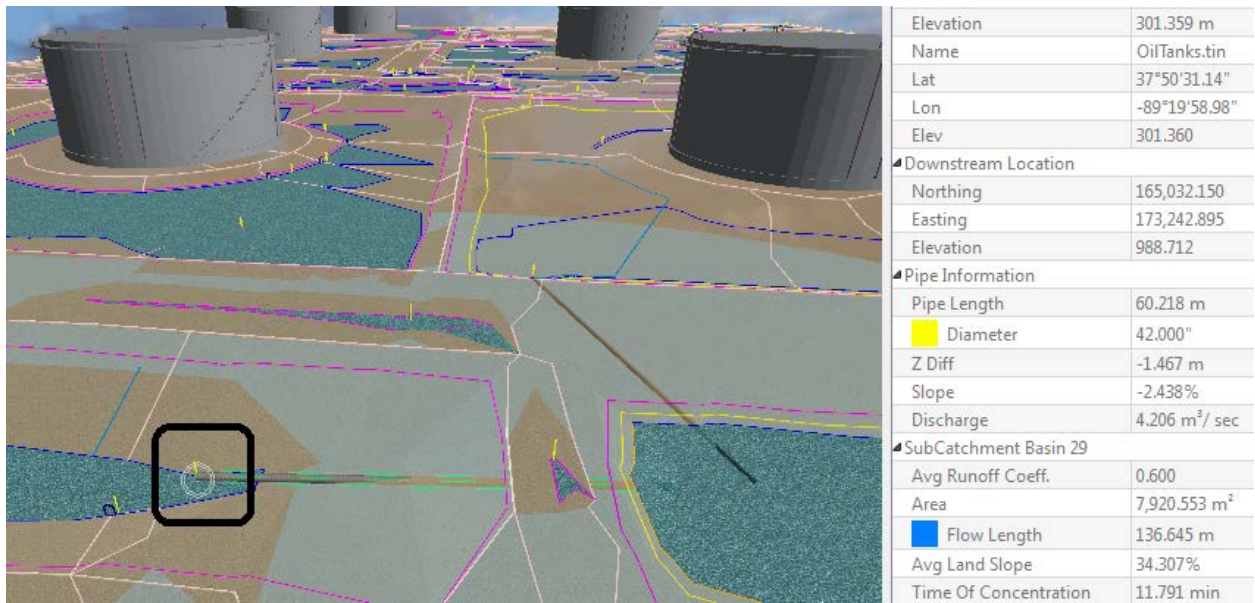 Elevation 301.359 m
Name OilTanks.tin
Lat 37°50'31.14"
Lon -89°19'58.98"
Elev 301.360
Downstream Location
Northing 165,032.150
Easting 173,242.895
Elevation 988.712
Pipe Information
Pipe Length 60.218 m
Diameter 42.000"
Z Diff -1.467 m
Slope -2.438%
Discharge 4.206 m³/ sec
SubCatchment Basin 29
Avg Runoff Coeff. 0.600
Area 7,920.553 m²
Flow Length 136.645 m
Avg Land Slope 34.307%
Time Of Concentration 11.791 min